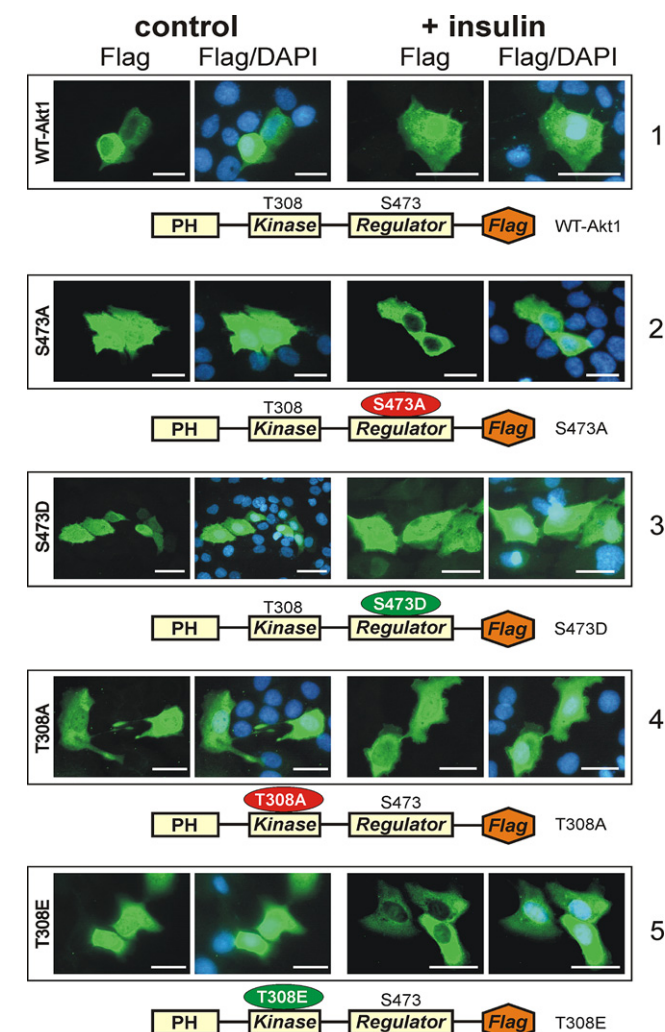 control + insulin
Flag Flag/DAPI Flag Flag/DAPI
WT-Akt1
1
T308 S473
PH Kinase Regulator Flag WT-Akt1
S473A
2
T308 S473A
PH Kinase Regulator Flag S473A
S473D
3
T308 S473D
PH Kinase Regulator Flag S473D
T308A
4
T308A S473
PH Kinase Regulator Flag T308A
T308E
5
T308E S473
PH Kinase Regulator Flag T308E